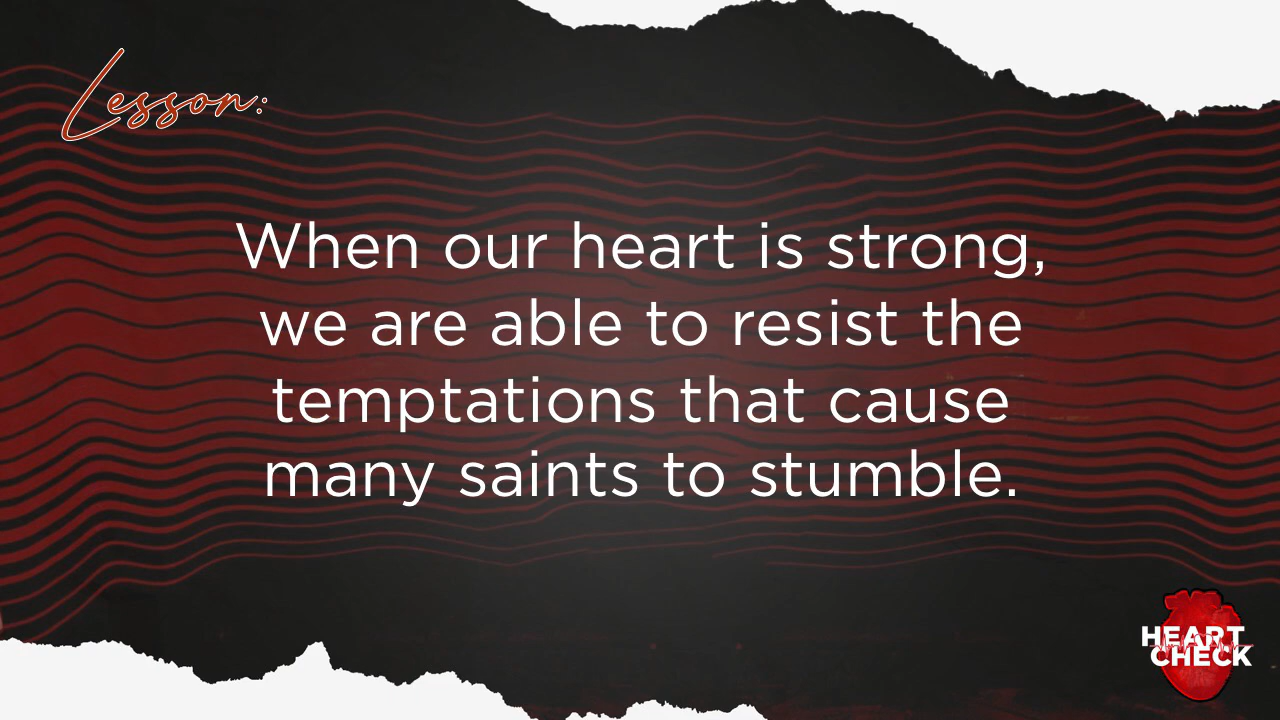 Lesson:
When our heart is strong,
we are able to resist the
temptations that cause
many saints to stumble.
HEART
CHECK